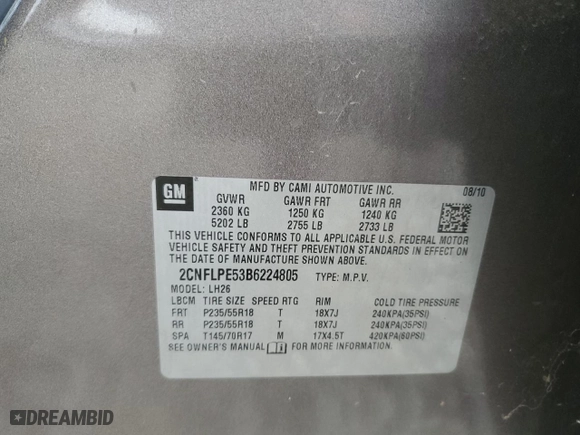 GM
MFD BY CAMI AUTOMOTIVE INC. 08/10
GVWR GAWR FRT GAWR RR
2360 KG 1250 KG 1240 KG
5202 LB 2755 LB 2733 LB
THIS VEHICLE CONFORMS TO ALL APPLICABLE U.S. FEDERAL MOTOR
VEHICLE SAFETY AND THEFT PREVENTION STANDARDS IN EFFECT ON
THE DATE OF MANUFACTURE SHOWN ABOVE.
2CNFLPE53B6224805 TYPE: M.P.V.
MODEL: LH26
LBCM TIRE SIZE SPEED RTG RIM COLD TIRE PRESSURE
FRT P235/55R18 T 18X7J 240KPA(35PSI)
RR P235/55R18 T 18X7J 240KPA(35PSI)
SPA T145/70R17 M 17X4.5T 420KPA(60PSI)
SEE OWNER'S MANUAL FOR MORE INFORMATION.
DREAMBID